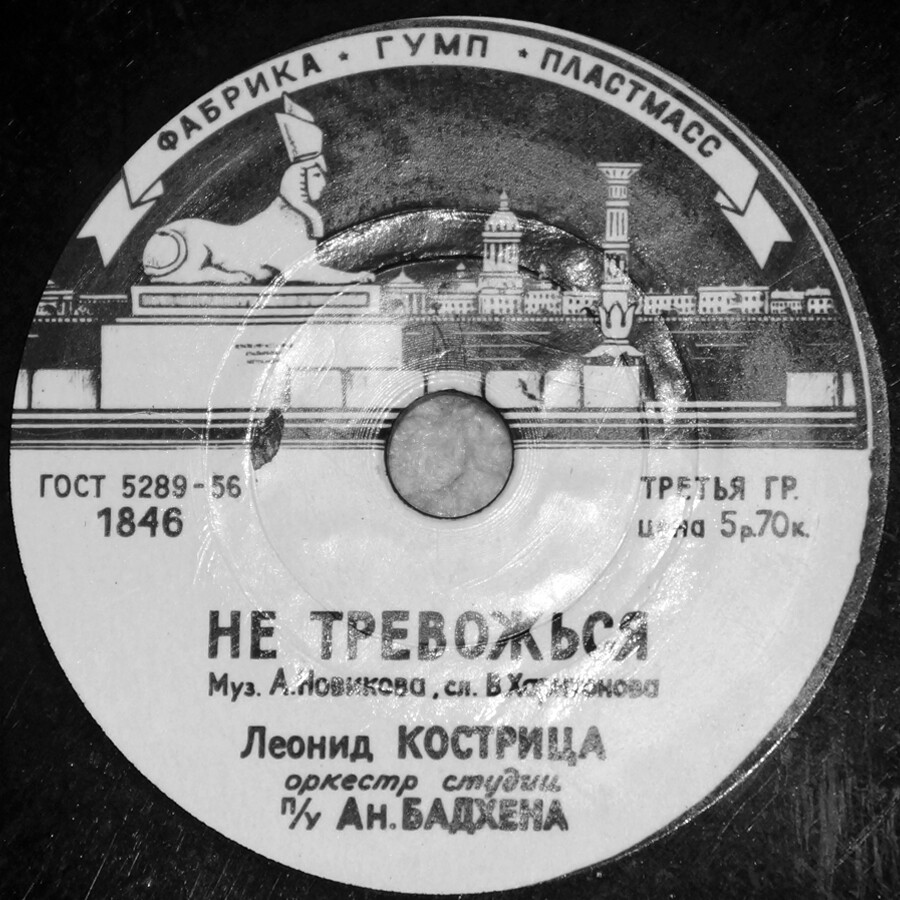 ФАБРИКА ★ ГУМП ★ ПЛАСТМАСС
ГОСТ 5289-56
1846
ТРЕТЬЯ ГР.
цена 5р.70к.
НЕ ТРЕВОЖЬСЯ
Муз. А.Новикова, сл. В.Харитонова
Леонид КОСТРИЦА
оркестр студии
п/у Ан.БАДХЕНА